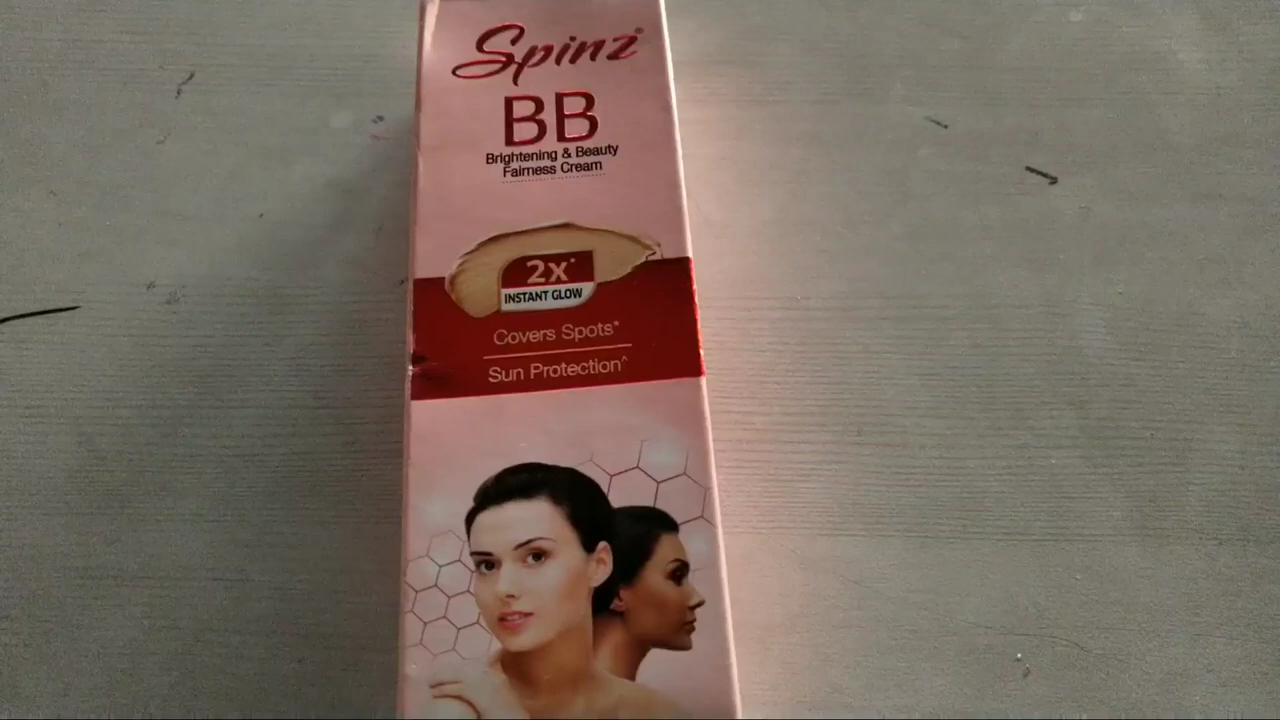 Spinz®
BB
Brightening & Beauty
Fairness Cream
2x*
INSTANT GLOW
Covers Spots*
Sun Protection^